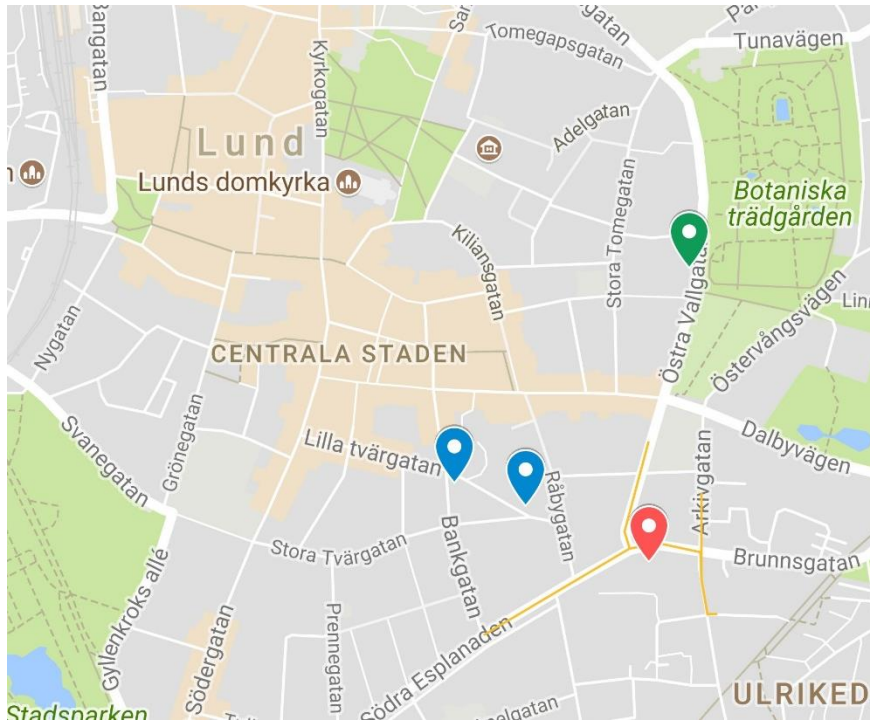 Bangatan
Kyrkogatan
Tomegapsgatan
Tunavägen
Adelgatan
Lund
Lunds domkyrka
Botaniska
trädgården
Stora Tomegatan
Kiliansgatan
Östra Vallgatan
Östervångsvägen
Nygatan
CENTRALA STADEN
Svanegatan
Grönegatan
Lilla tvärgatan
Dalbyvägen
Råbygatan
Arkivgatan
Stora Tvärgatan
Bankgatan
Brunnsgatan
Gyllenkroks allé
Prennegatan
Södergatan
Södra Esplanaden
ULRIKED
Stadsparken